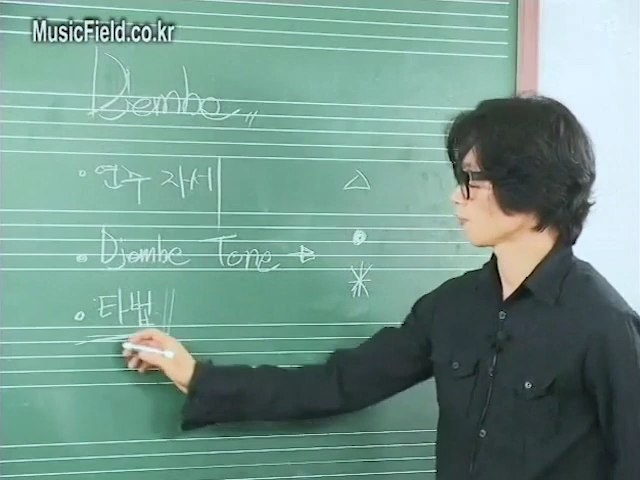 MusicField.co.kr
Djembe
연주 자세
Djembe Tone →
타법